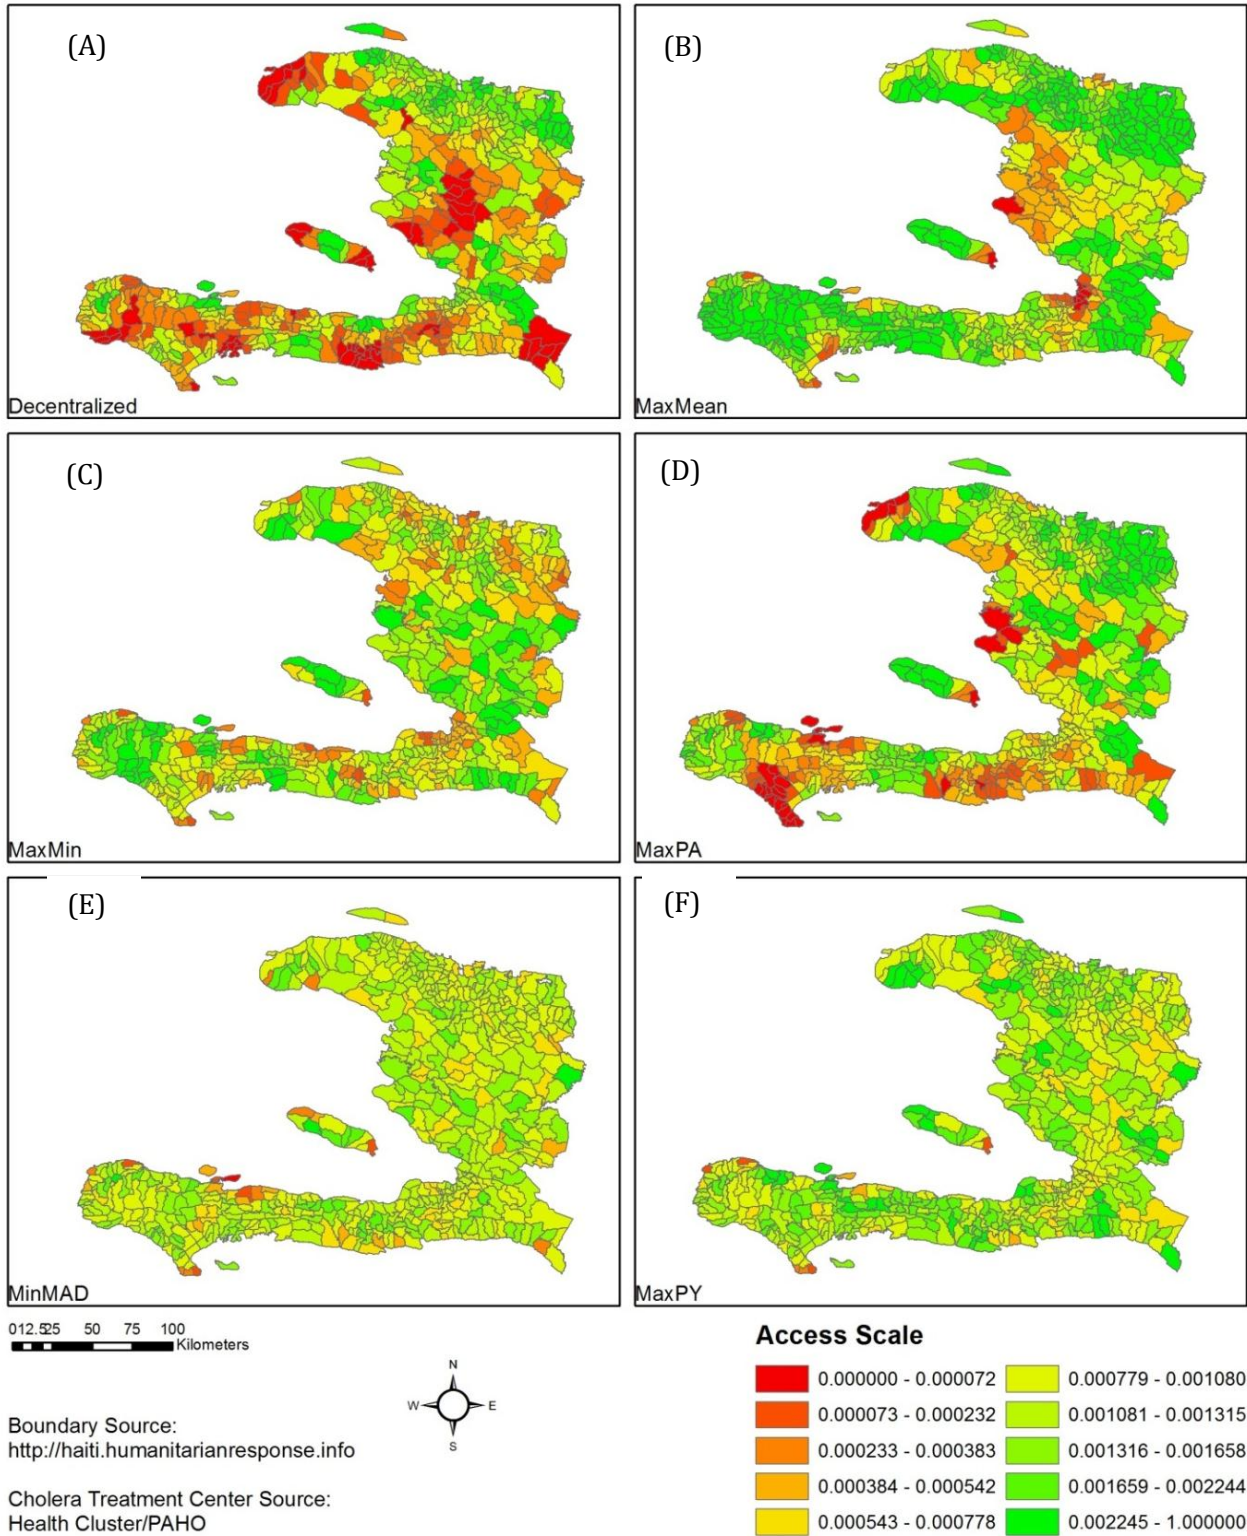 (A)
Decentralized
(B)
MaxMean
(C)
MaxMin
(D)
MaxPA
(E)
MinMAD
(F)
MaxPY
012.525 50 75 100
Kilometers
N
W E
S
Boundary Source:
http://haiti.humanitarianresponse.info
Cholera Treatment Center Source:
Health Cluster/PAHO
Access Scale
0.000000 - 0.000072
0.000073 - 0.000232
0.000233 - 0.000383
0.000384 - 0.000542
0.000543 - 0.000778
0.000779 - 0.001080
0.001081 - 0.001315
0.001316 - 0.001658
0.001659 - 0.002244
0.002245 - 1.000000